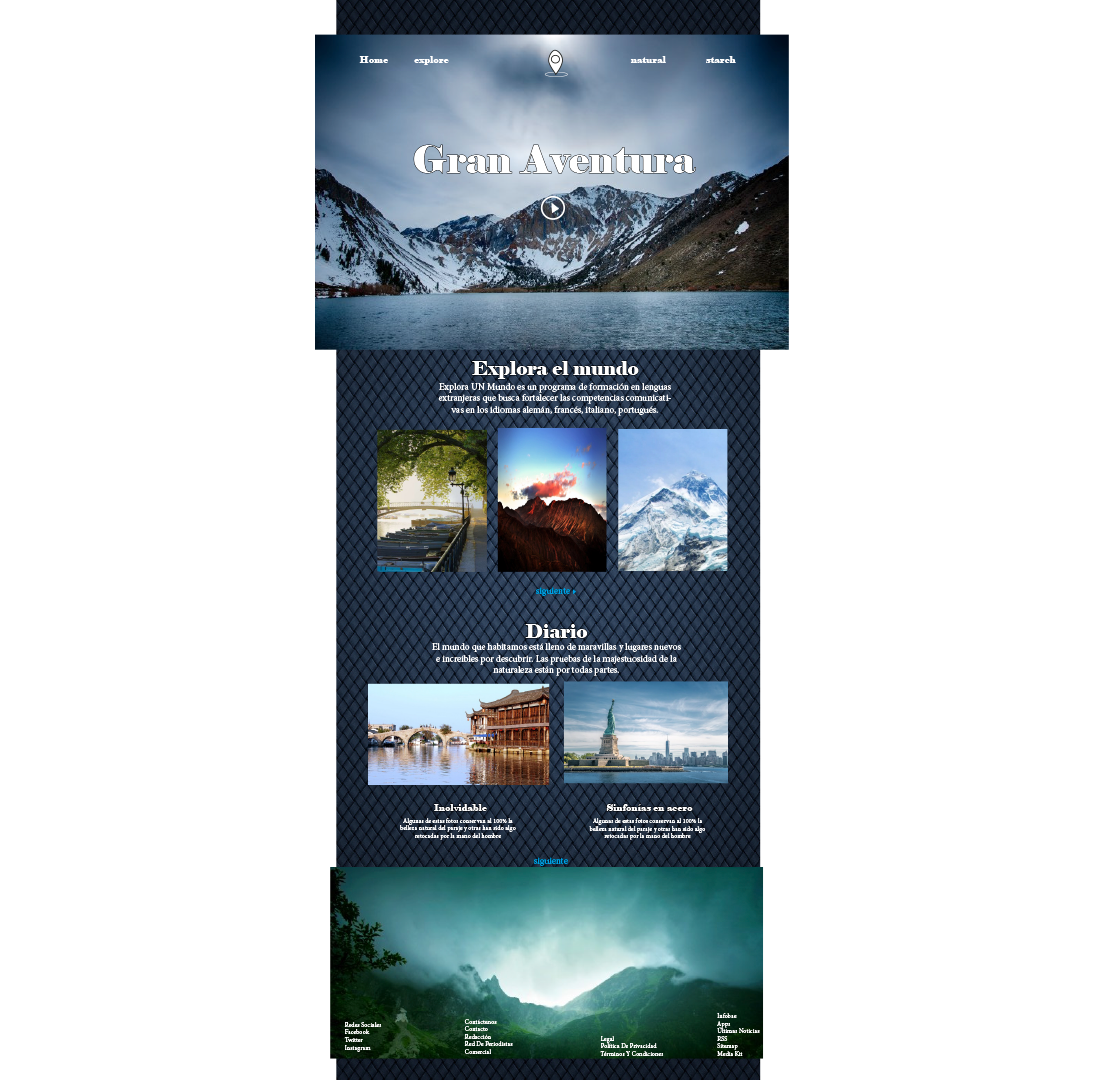 Home explore natural starch
Gran Aventura
Explora el mundo
Explora UN Mundo es un programa de formación en lenguas
extranjeras que busca fortalecer las competencias comunicati-
vas en los idiomas alemán, francés, italiano, portugués.
siguiente
Diario
El mundo que habitamos está lleno de maravillas y lugares nuevos
e increíbles por descubrir. Las pruebas de la majestuosidad de la
naturaleza están por todas partes.
Inolvidable
Algunas de estas fotos conservan al 100% la
belleza natural del paraje y otras han sido algo
retocadas por la mano del hombre
Sinfonías en acero
Algunas de estas fotos conservan al 100% la
belleza natural del paraje y otras han sido algo
retocadas por la mano del hombre
siguiente
Redes Sociales
Facebook
Twitter
Instagram
Contáctanos
Contacto
Redacción
Red De Periodistas
Comercial
Legal
Política De Privacidad
Términos Y Condiciones
Infobae
Apps
Últimas Noticias
RSS
Sitemap
Media Kit